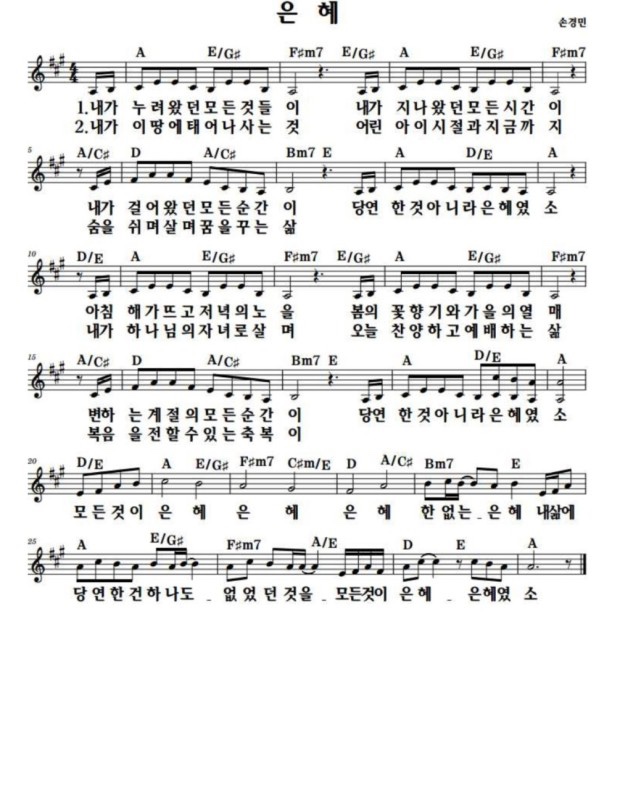 은 혜
손경민
A E/G♯ F♯m7 E/G♯ A E/G♯ F♯m7
1.내가 누려왔던모든것들 이 내가 지나왔던모든시간 이
2.내가 이땅에태어나사는 것 어린 아이시절과지금까 지
5 A/C♯ D A/C♯ Bm7 E A D/E A
내가 걸어왔던모든순간 이 당연 한것아니라은혜였 소
숨을 쉬며살며꿈을꾸는 삶
10 D/E A E/G♯ F♯m7 E/G♯ A E/G♯ F♯m7
아침 해가뜨고저녁의노 을 봄의 꽃향기와가을의열 매
내가 하나님의자녀로살 며 오늘 찬양하고예배하는 삶
15 A/C♯ D A/C♯ Bm7 E A D/E A
변하 는계절의모든순간 이 당연 한것아니라은혜였 소
복음 을전할수있는축복 이
20 D/E A E/G♯ F♯m7 C♯m/E D A/C♯ Bm7 E
모든것이 은 혜 은 혜 은 혜 한없는_은혜 내삶에
25 A E/G♯ F♯m7 A/E D E A
당연한건하나도 _ 없었던것을_ 모든것이 은혜_ _은혜였 소